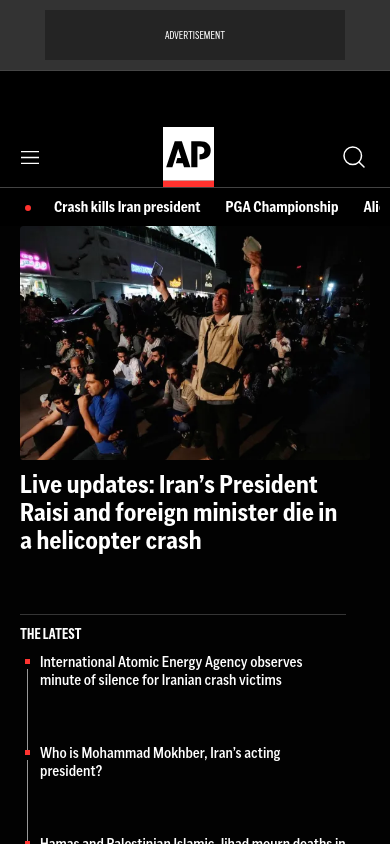 ADVERTISEMENT
AP
Crash kills Iran president PGA Championship Ali
Live updates: Iran’s President
Raisi and foreign minister die in
a helicopter crash
THE LATEST
International Atomic Energy Agency observes
minute of silence for Iranian crash victims
Who is Mohammad Mokhber, Iran’s acting
president?
Hamas and Palestinian Islamic Jihad mourn deaths in